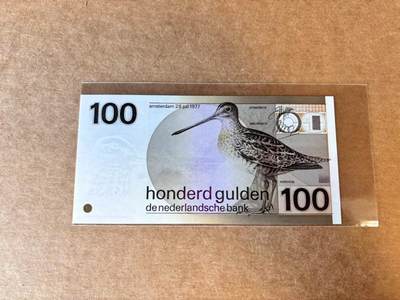 100
amsterdam 28 juli 1977
honderd gulden
de nederlandsche bank
100